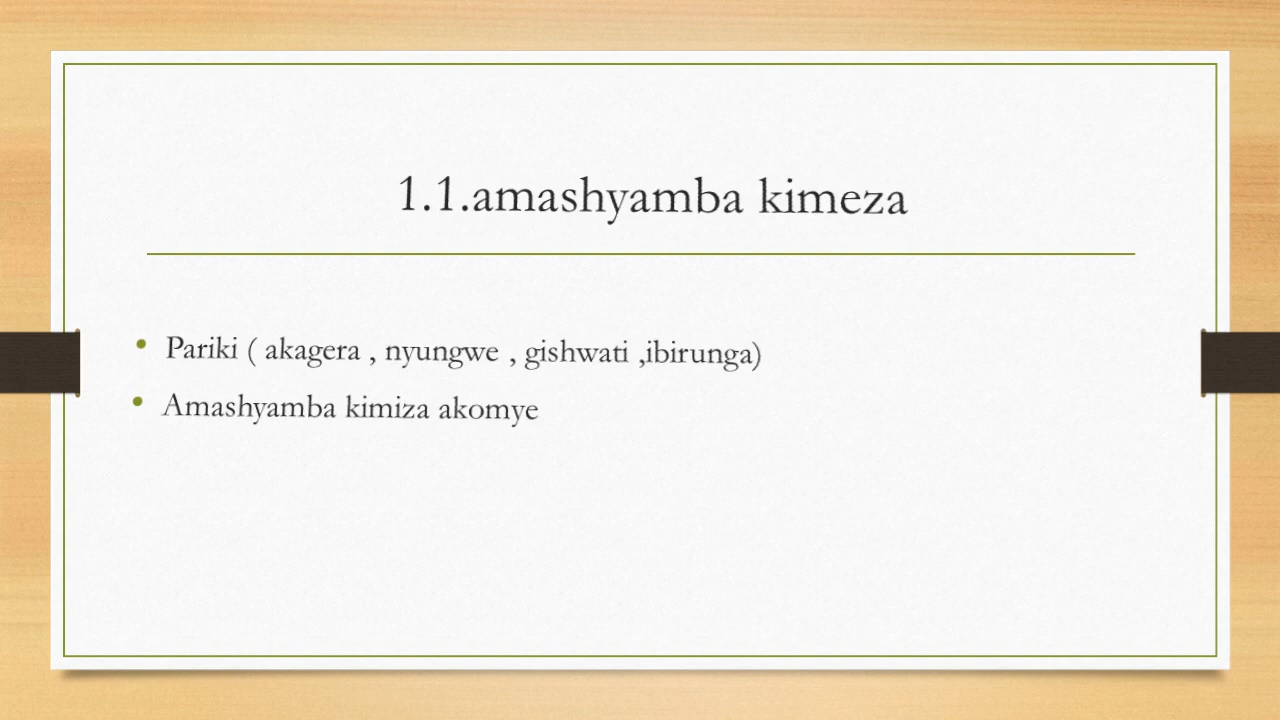 1.1.amashyamba kimeza
• Pariki ( akagera , nyungwe , gishwati ,ibirunga)
• Amashyamba kimiza akomye